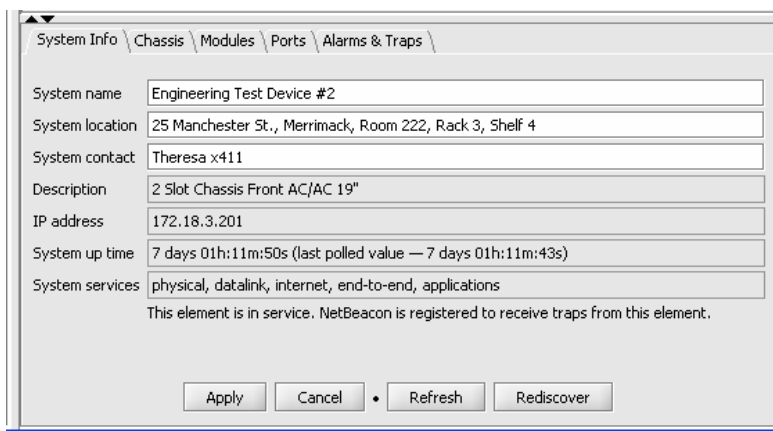 System Info Chassis Modules Ports Alarms & Traps
System name Engineering Test Device #2
System location 25 Manchester St., Merrimack, Room 222, Rack 3, Shelf 4
System contact Theresa x411
Description 2 Slot Chassis Front AC/AC 19"
IP address 172.18.3.201
System up time 7 days 01h:11m:50s (last polled value — 7 days 01h:11m:43s)
System services physical, datalink, internet, end-to-end, applications
This element is in service. NetBeacon is registered to receive traps from this element.
Apply Cancel • Refresh Rediscover